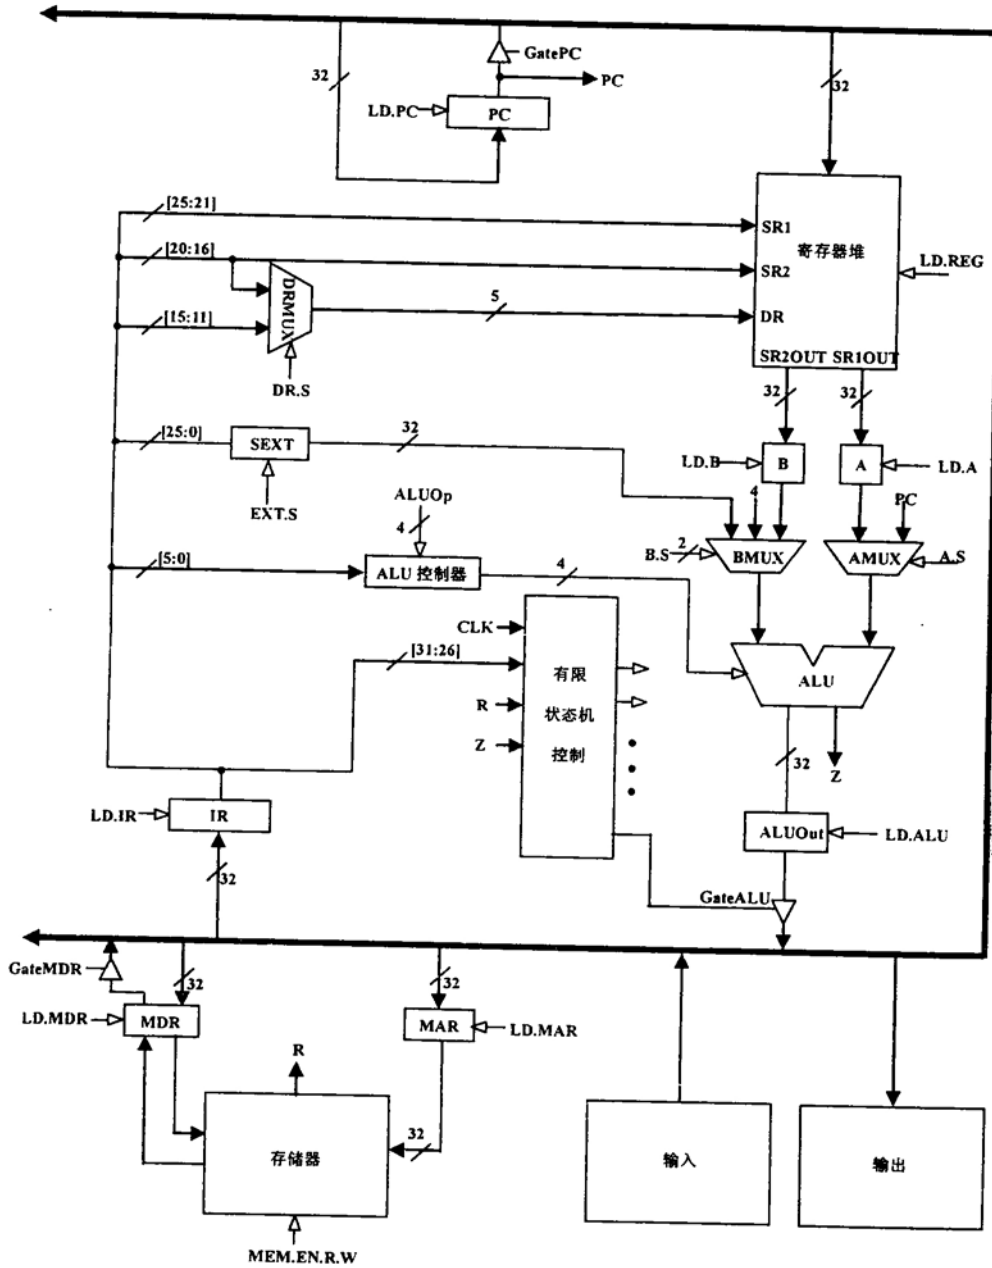 GatePC
32
PC
LD.PC
PC
32
[25:21]
SR1
寄存器堆
[20:16]
SR2
LD.REG
DRMUX
[15:11]
5
DR
SR2OUT SR1OUT
DR.S
32
32
[25:0]
SEXT
32
LD.B
B
A
LD.A
EXT.S
ALUOp
4
4
PC
[5:0]
ALU 控制器
4
B.S
2
BMUX
AMUX
A.S
CLK
[31:26]
有限
状态机
控制
R
Z
ALU
32
Z
LD.IR
IR
ALUOut
LD.ALU
32
GateALU
GateMDR
32
32
LD.MDR
MDR
MAR
LD.MAR
R
32
存储器
输入
输出
MEM.EN.R.W